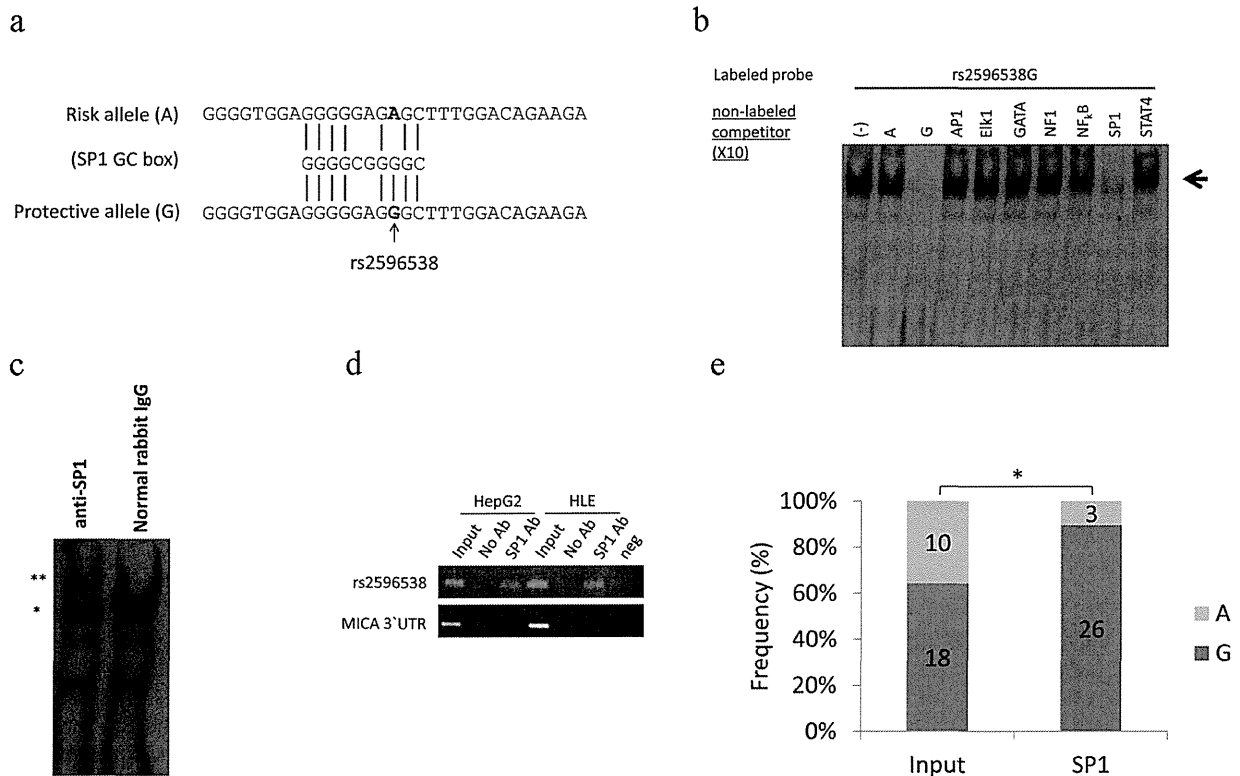 a
Risk allele (A) GGGGTGGAGGGGGAGAGCTTTGGACAGAAGA
(SP1 GC box) GGGGCGGGGC
Protective allele (G) GGGGTGGAGGGGGAGGGCTTTGGACAGAAGA
rs2596538
b
Labeled probe rs2596538G
non-labeled
competitor
(X10)
(-) A G AP1 Elk1 GATA NF1 NFkB SP1 STAT4
c
anti-SP1 Normal rabbit IgG
**
*
d
HepG2 HLE
Input No Ab SP1 Ab Input No Ab SP1 Ab neg
rs2596538
MICA 3`UTR
e
*
Frequency (%)
100%
80%
60%
40%
20%
0%
10
18
3
26
Input SP1
A
G